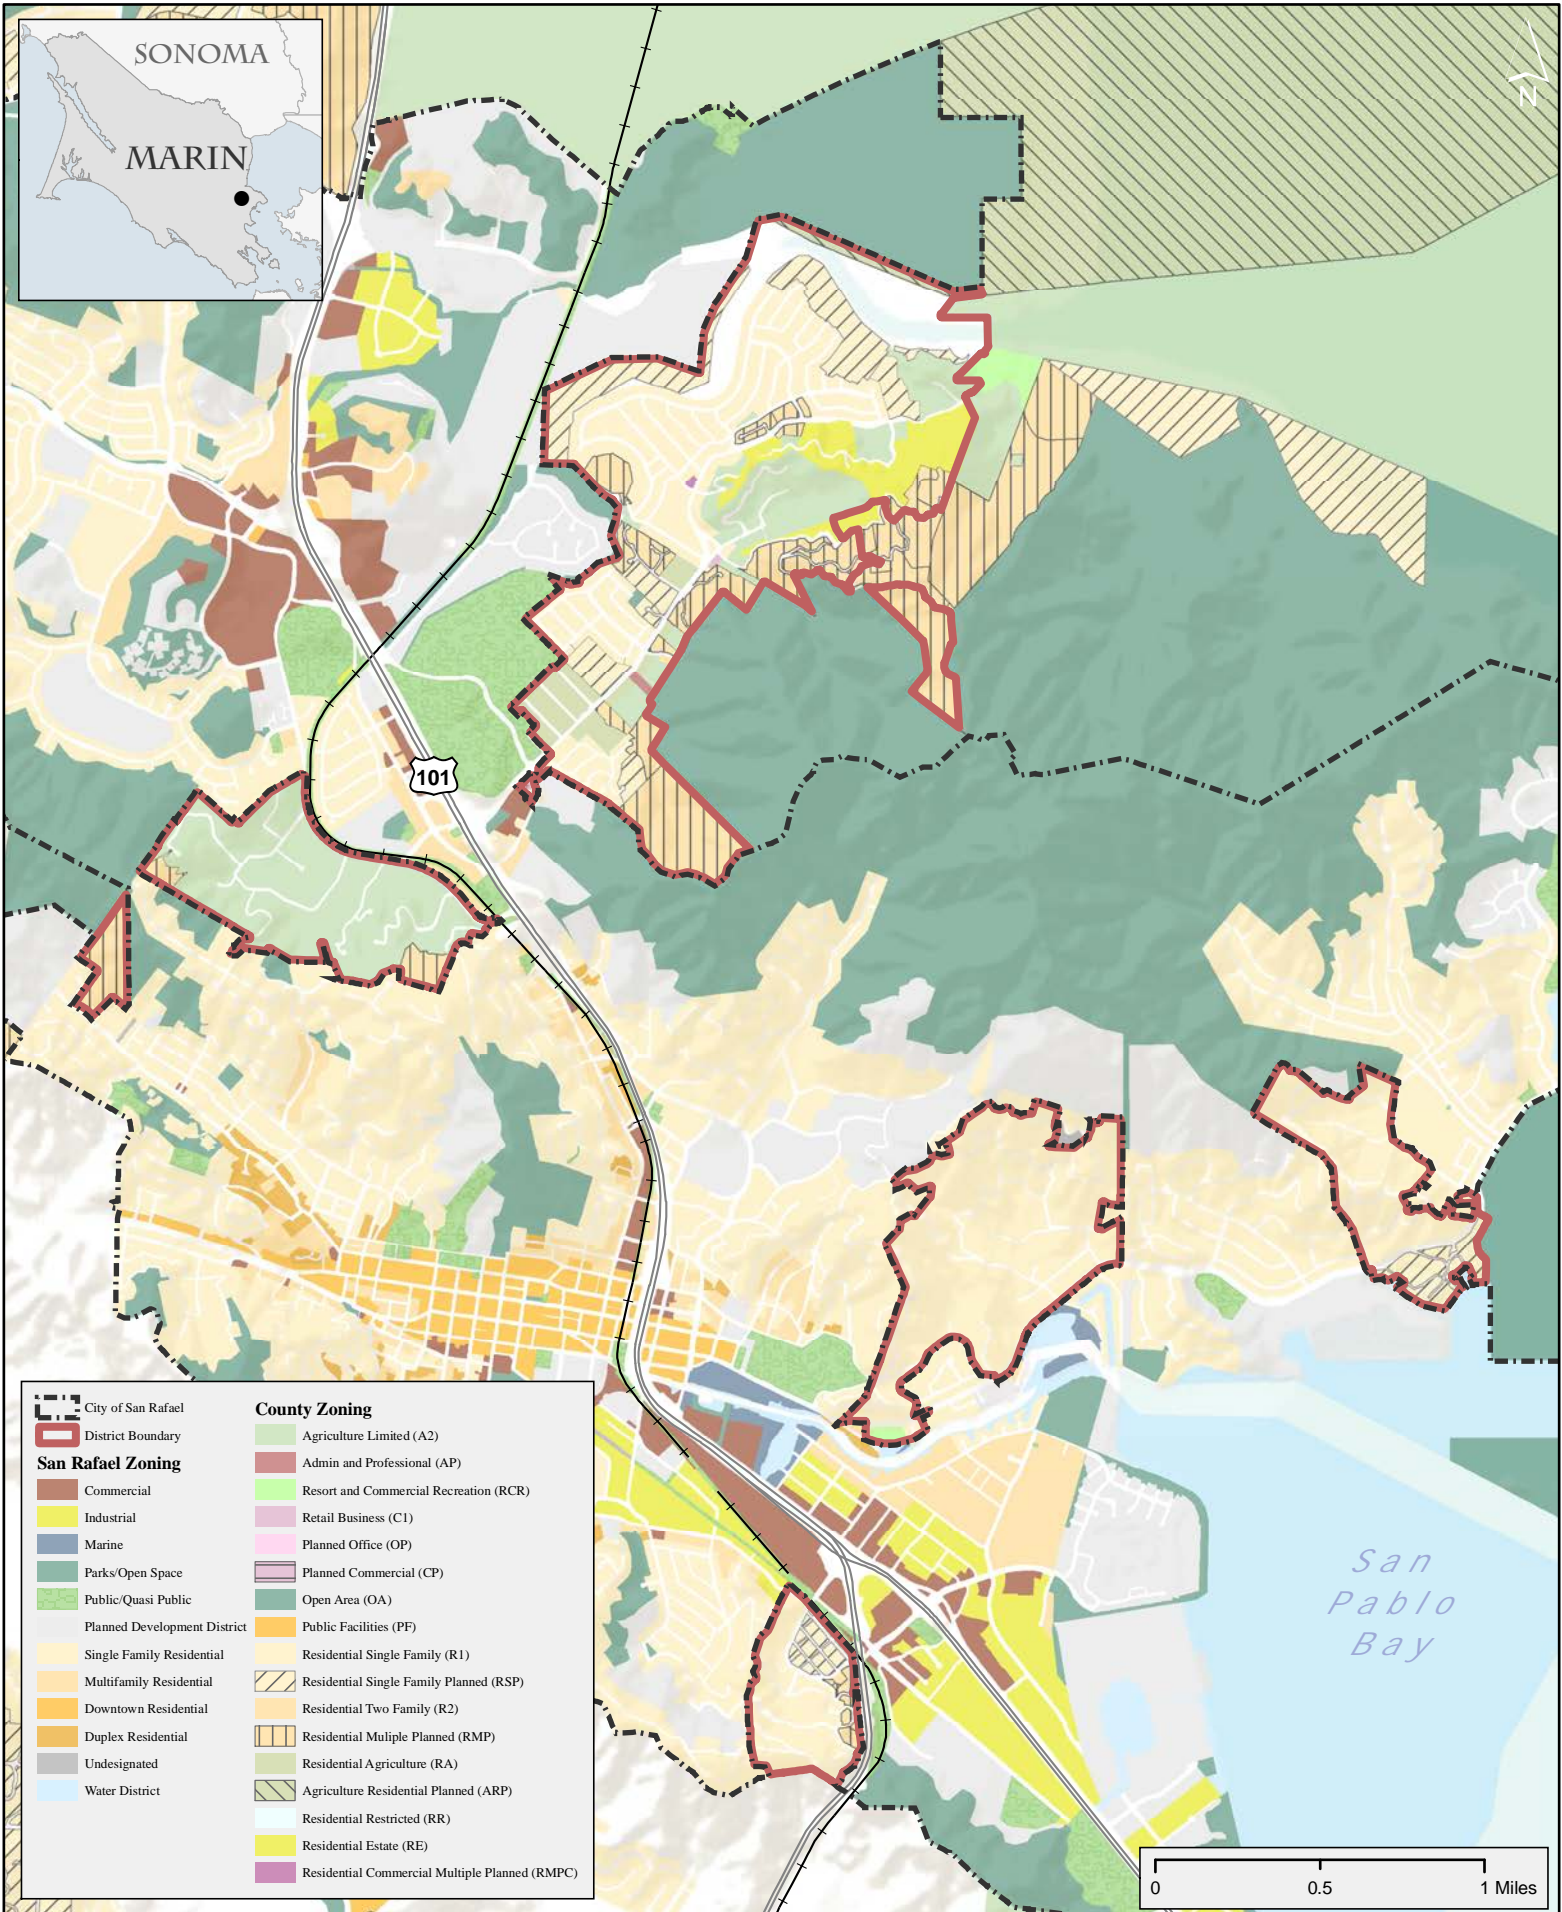 SONOMA
MARIN
N
101
San
Pablo
Bay
City of San Rafael
District Boundary
San Rafael Zoning
Commercial
Industrial
Marine
Parks/Open Space
Public/Quasi Public
Planned Development District
Single Family Residential
Multifamily Residential
Downtown Residential
Duplex Residential
Undesignated
Water District
County Zoning
Agriculture Limited (A2)
Admin and Professional (AP)
Resort and Commercial Recreation (RCR)
Retail Business (C1)
Planned Office (OP)
Planned Commercial (CP)
Open Area (OA)
Public Facilities (PF)
Residential Single Family (R1)
Residential Single Family Planned (RSP)
Residential Two Family (R2)
Residential Muliple Planned (RMP)
Residential Agriculture (RA)
Agriculture Residential Planned (ARP)
Residential Restricted (RR)
Residential Estate (RE)
Residential Commercial Multiple Planned (RMPC)
0 0.5 1 Miles